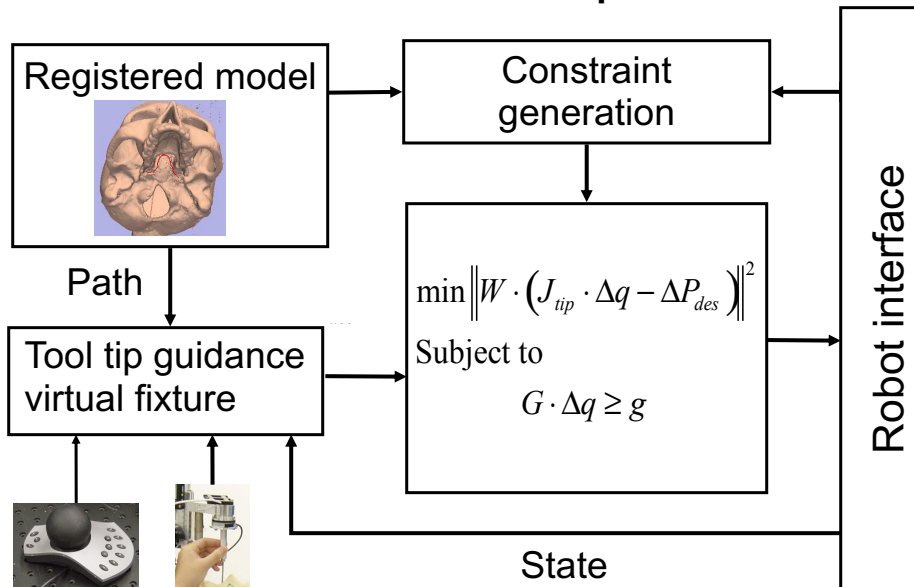 Registered model
Constraint
generation
Path
Tool tip guidance
virtual fixture
min‖W · (J_tip · Δq − ΔP_des)‖²
Subject to
G · Δq ≥ g
Robot interface
State